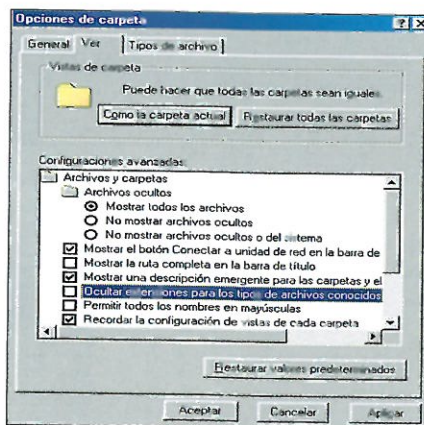 Opciones de carpeta
General Ver Tipos de archivo
Vistas de carpeta
Puede hacer que todas las carpetas sean iguales.
Como la carpeta actual Restaurar todas las carpetas
Configuraciones avanzadas:
Archivos y carpetas
Archivos ocultos
Mostrar todos los archivos
No mostrar archivos ocultos
No mostrar archivos ocultos o del sistema
Mostrar el botón Conectar a unidad de red en la barra de
Mostrar la ruta completa en la barra de título
Mostrar una descripción emergente para las carpetas y el
Ocultar extensiones para los tipos de archivos conocidos
Permitir todos los nombres en mayúsculas
Recordar la configuración de vistas de cada carpeta
Restaurar valores predeterminados
Aceptar Cancelar Aplicar